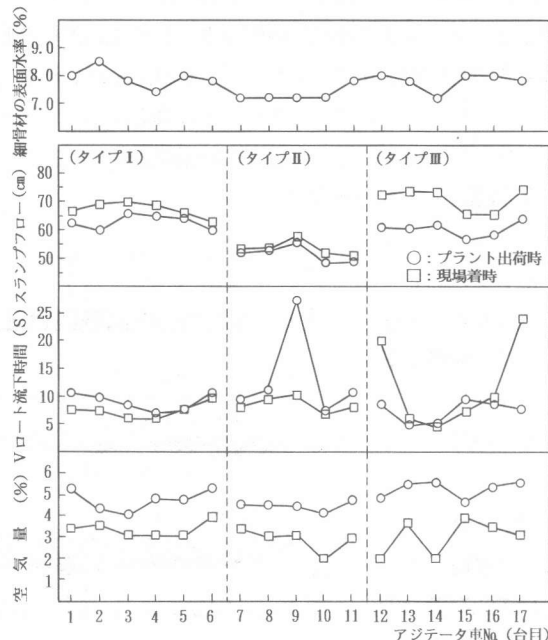 細骨材の表面水率(%)
9.0
8.0
7.0
スランプフロー(cm)
(タイプⅠ)
(タイプⅡ)
(タイプⅢ)
80
70
60
50
○:プラント出荷時
□:現場着時
Vロート流下時間(S)
25
20
15
10
5
空気量(%)
6
5
4
3
2
1
1 2 3 4 5 6 7 8 9 10 11 12 13 14 15 16 17
アジテータ車No.(台目)